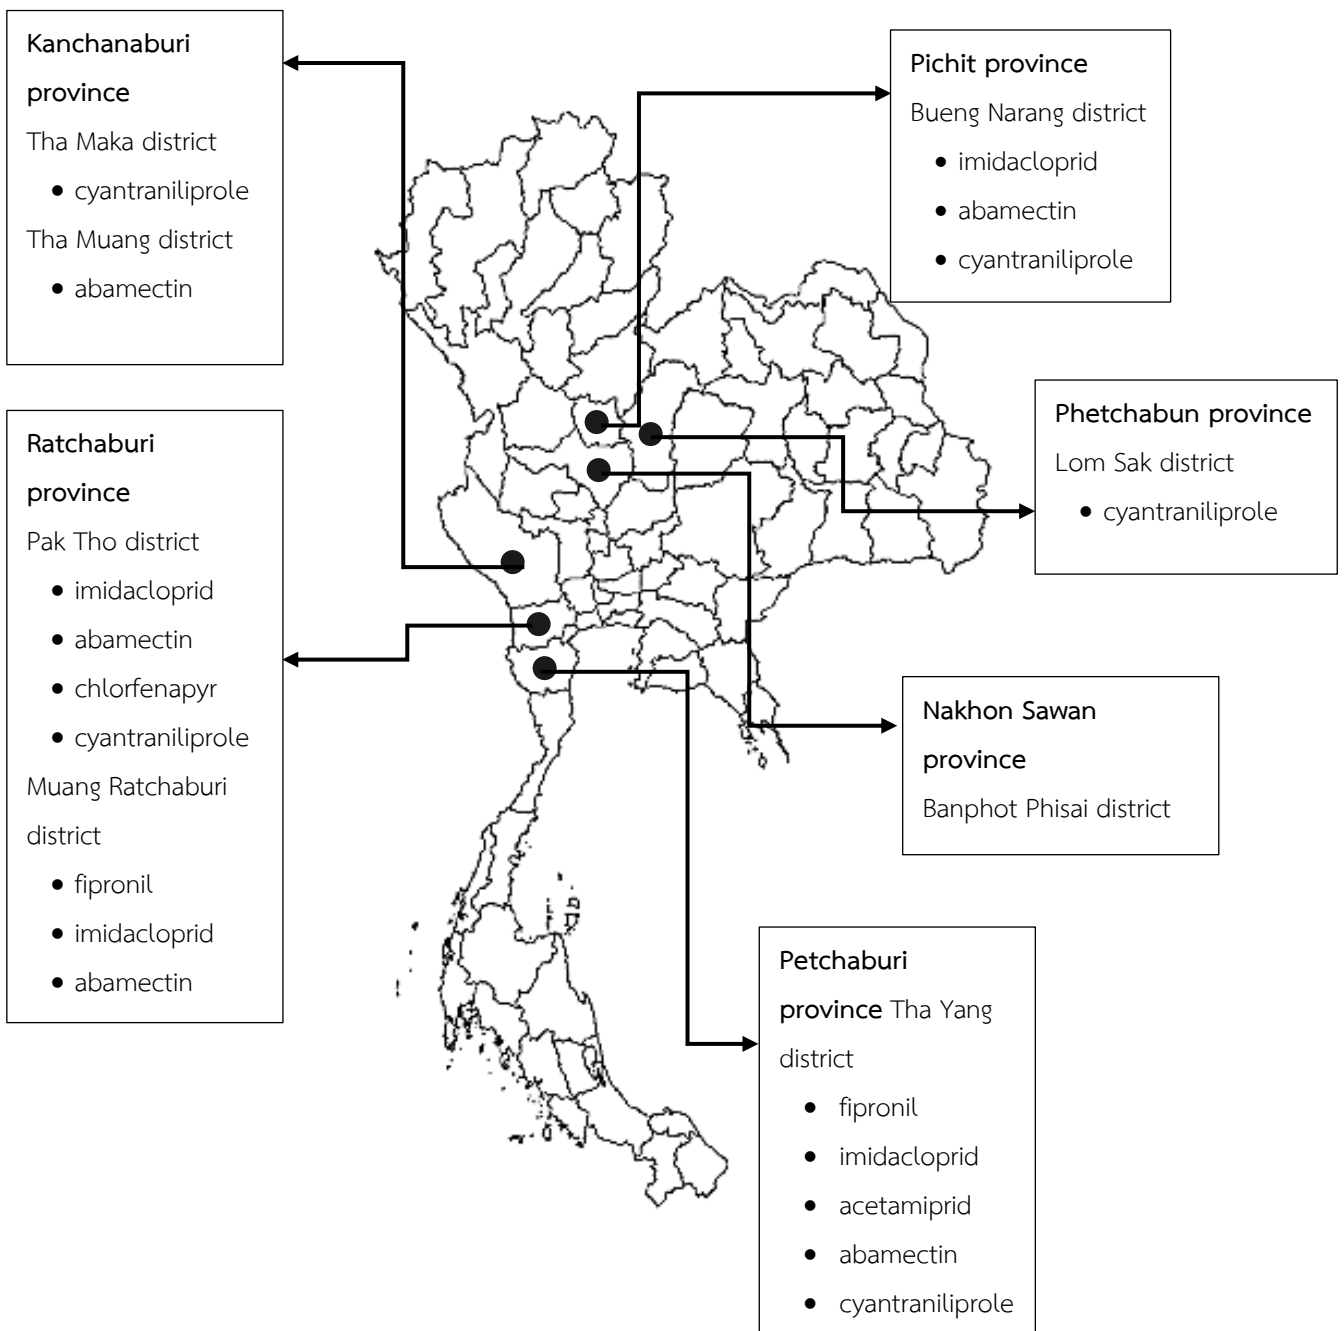 Kanchanaburi
province
Tha Maka district
• cyantraniliprole
Tha Muang district
• abamectin
Ratchaburi
province
Pak Tho district
• imidacloprid
• abamectin
• chlorfenapyr
• cyantraniliprole
Muang Ratchaburi
district
• fipronil
• imidacloprid
• abamectin
Pichit province
Bueng Narang district
• imidacloprid
• abamectin
• cyantraniliprole
Phetchabun province
Lom Sak district
• cyantraniliprole
Nakhon Sawan
province
Banphot Phisai district
Petchaburi
province Tha Yang
district
• fipronil
• imidacloprid
• acetamiprid
• abamectin
• cyantraniliprole